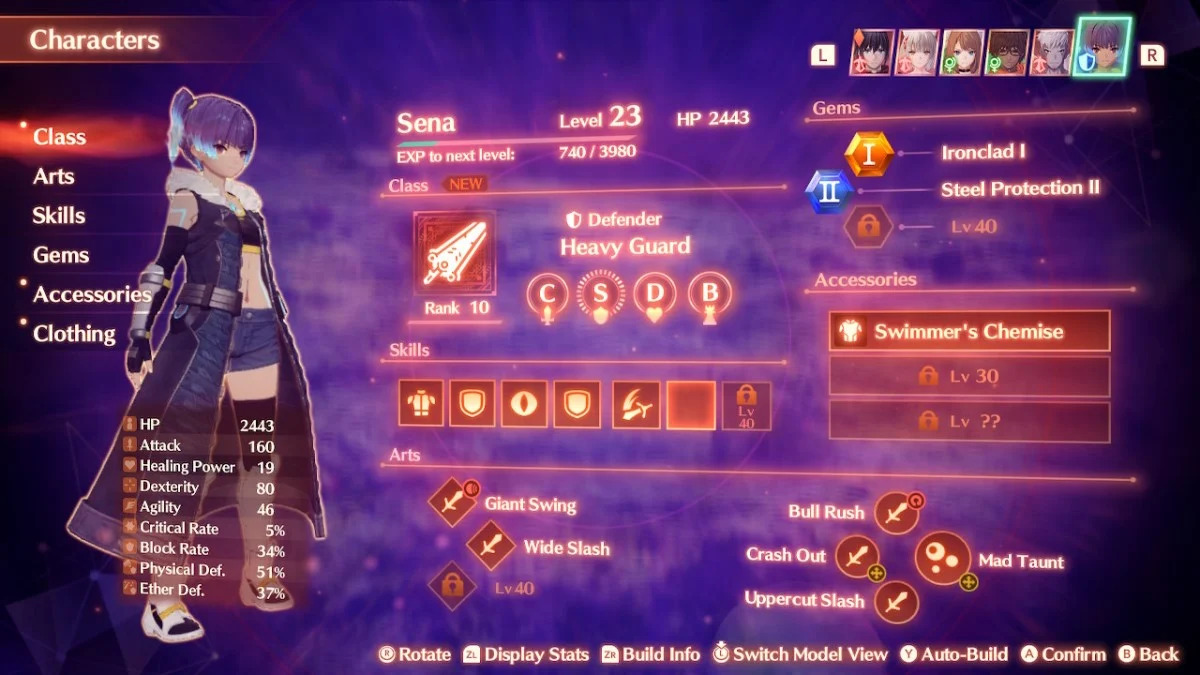 Characters
L
R
Class
Arts
Skills
Gems
Accessories
Clothing
HP 2443
Attack 160
Healing Power 19
Dexterity 80
Agility 46
Critical Rate 5%
Block Rate 34%
Physical Def. 51%
Ether Def. 37%
Sena Level 23 HP 2443
EXP to next level: 740 / 3980
Class NEW
Defender
Heavy Guard
Rank 10
C S D B
Skills
Lv
40
Arts
Giant Swing
Wide Slash
Lv 40
Bull Rush
Crash Out
Mad Taunt
Uppercut Slash
Gems
I Ironclad I
II Steel Protection II
Lv 40
Accessories
Swimmer's Chemise
Lv 30
Lv ??
R Rotate ZL Display Stats ZR Build Info L Switch Model View Y Auto-Build A Confirm B Back